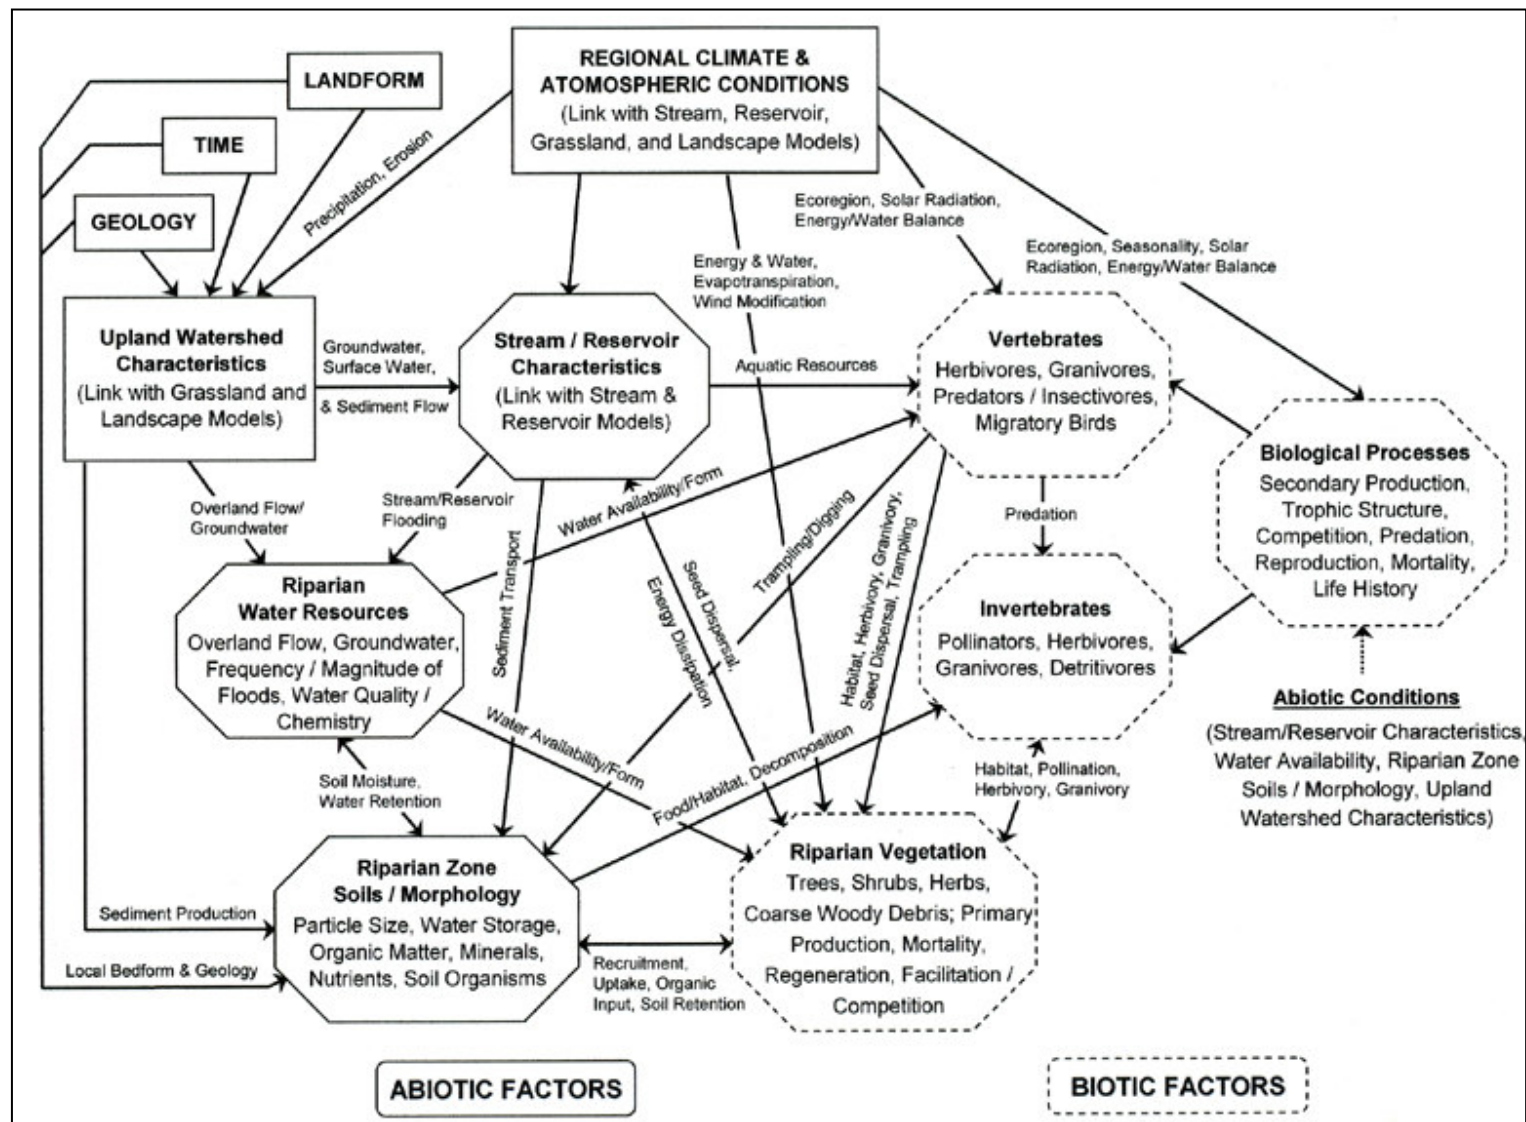 LANDFORM
TIME
GEOLOGY
REGIONAL CLIMATE &
ATOMOSPHERIC CONDITIONS
(Link with Stream, Reservoir,
Grassland, and Landscape Models)
Precipitation, Erosion
Ecoregion, Solar Radiation,
Energy/Water Balance
Energy & Water,
Evapotranspiration,
Wind Modification
Ecoregion, Seasonality, Solar
Radiation, Energy/Water Balance
Upland Watershed
Characteristics
(Link with Grassland and
Landscape Models)
Groundwater,
Surface Water,
& Sediment Flow
Stream / Reservoir
Characteristics
(Link with Stream &
Reservoir Models)
Aquatic Resources
Vertebrates
Herbivores, Granivores,
Predators / Insectivores,
Migratory Birds
Biological Processes
Secondary Production,
Trophic Structure,
Competition, Predation,
Reproduction, Mortality,
Life History
Overland Flow/
Groundwater
Stream/Reservoir
Flooding
Sediment Transport
Water Availability/Form
Seed Dispersal,
Energy Dissipation
Trampling/Digging
Habitat, Herbivory, Granivory,
Seed Dispersal, Trampling
Predation
Riparian
Water Resources
Overland Flow, Groundwater,
Frequency / Magnitude of
Floods, Water Quality /
Chemistry
Invertebrates
Pollinators, Herbivores,
Granivores, Detritivores
Abiotic Conditions
(Stream/Reservoir Characteristics,
Water Availability, Riparian Zone
Soils / Morphology, Upland
Watershed Characteristics)
Water Availability/Form
Food/Habitat, Decomposition
Soil Moisture,
Water Retention
Habitat, Pollination,
Herbivory, Granivory
Riparian Zone
Soils / Morphology
Particle Size, Water Storage,
Organic Matter, Minerals,
Nutrients, Soil Organisms
Sediment Production
Local Bedform & Geology
Recruitment,
Uptake, Organic
Input, Soil Retention
Riparian Vegetation
Trees, Shrubs, Herbs,
Coarse Woody Debris; Primary
Production, Mortality,
Regeneration, Facilitation /
Competition
ABIOTIC FACTORS
BIOTIC FACTORS